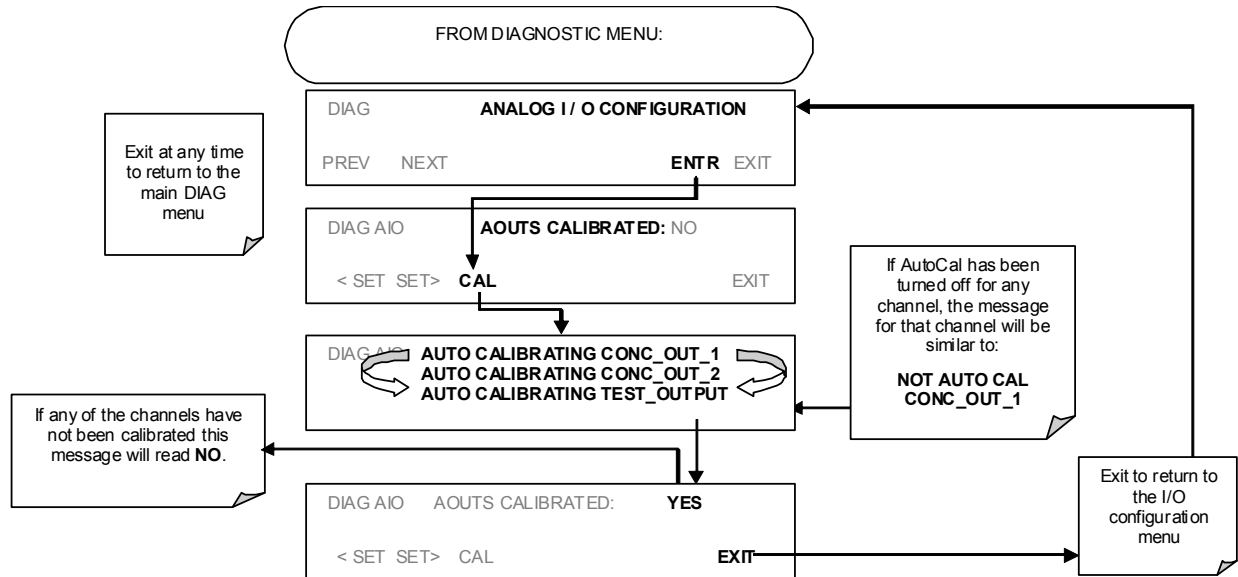 FROM DIAGNOSTIC MENU:
DIAG ANALOG I / O CONFIGURATION
PREV NEXT ENTR EXIT
Exit at any time
to return to the
main DIAG
menu
DIAG AIO AOUTS CALIBRATED: NO
< SET SET> CAL EXIT
If AutoCal has been
turned off for any
channel, the message
for that channel will be
similar to:
NOT AUTO CAL
CONC_OUT_1
DIAG AIO AUTO CALIBRATING CONC_OUT_1
AUTO CALIBRATING CONC_OUT_2
AUTO CALIBRATING TEST_OUTPUT
If any of the channels have
not been calibrated this
message will read NO.
DIAG AIO AOUTS CALIBRATED: YES
< SET SET> CAL EXIT
Exit to return to
the I/O
configuration
menu